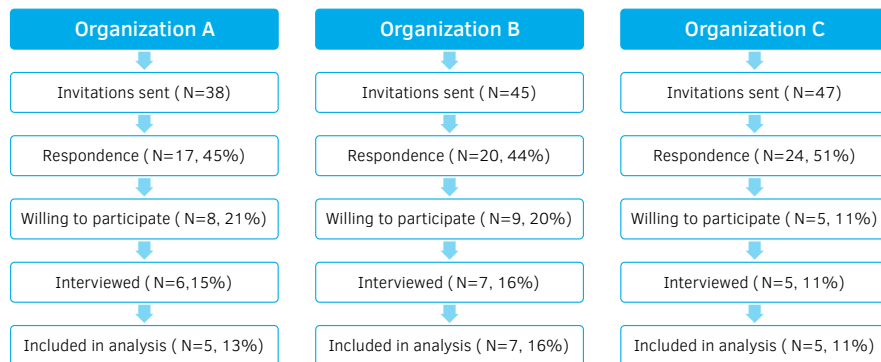 Organization A
Invitations sent ( N=38)
Respondence ( N=17, 45%)
Willing to participate ( N=8, 21%)
Interviewed ( N=6,15%)
Included in analysis ( N=5, 13%)
Organization B
Invitations sent ( N=45)
Respondence ( N=20, 44%)
Willing to participate ( N=9, 20%)
Interviewed ( N=7, 16%)
Included in analysis ( N=7, 16%)
Organization C
Invitations sent ( N=47)
Respondence ( N=24, 51%)
Willing to participate ( N=5, 11%)
Interviewed ( N=5, 11%)
Included in analysis ( N=5, 11%)